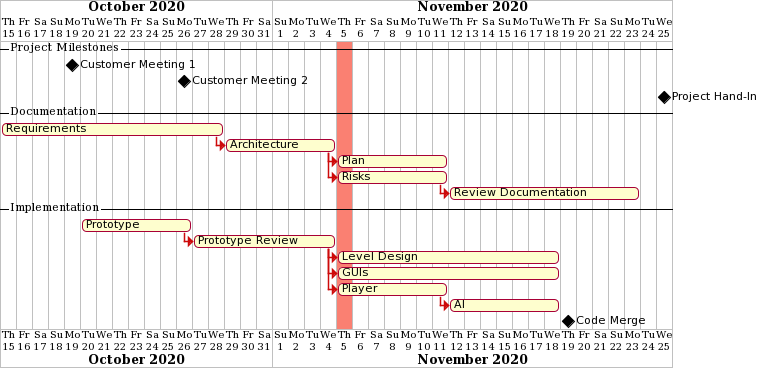 October 2020 November 2020
Th Fr Sa Su Mo Tu We Th Fr Sa Su Mo Tu We Th Fr Sa Su Mo Tu We Th Fr Sa Su Mo Tu We Th Fr Sa Su Mo Tu We Th Fr Sa Su Mo Tu We
15 16 17 18 19 20 21 22 23 24 25 26 27 28 29 30 31 1 2 3 4 5 6 7 8 9 10 11 12 13 14 15 16 17 18 19 20 21 22 23 24 25
Project Milestones
Customer Meeting 1
Customer Meeting 2
Project Hand-In
Documentation
Requirements
Architecture
Plan
Risks
Review Documentation
Implementation
Prototype
Prototype Review
Level Design
GUIs
Player
AI
Code Merge
Th Fr Sa Su Mo Tu We Th Fr Sa Su Mo Tu We Th Fr Sa Su Mo Tu We Th Fr Sa Su Mo Tu We Th Fr Sa Su Mo Tu We Th Fr Sa Su Mo Tu We
15 16 17 18 19 20 21 22 23 24 25 26 27 28 29 30 31 1 2 3 4 5 6 7 8 9 10 11 12 13 14 15 16 17 18 19 20 21 22 23 24 25
October 2020 November 2020